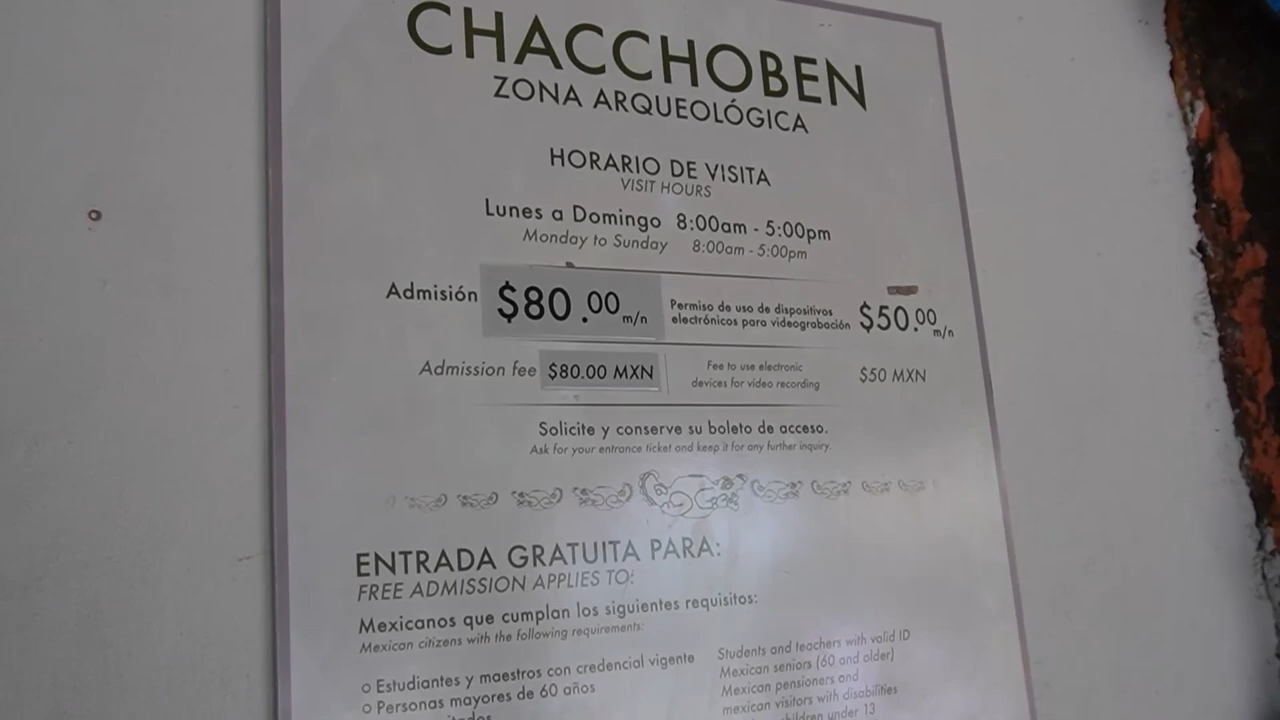 CHACCHOBEN
ZONA ARQUEOLÓGICA
HORARIO DE VISITA
VISIT HOURS
Lunes a Domingo 8:00am - 5:00pm
Monday to Sunday 8:00am - 5:00pm
Admisión $80.00 m/n
Permiso de uso de dispositivos
electrónicos para videograbación
$50.00 m/n
Admission fee $80.00 MXN
Fee to use electronic
devices for video recording
$50 MXN
Solicite y conserve su boleto de acceso.
Ask for your entrance ticket and keep it for any further inquiry.
ENTRADA GRATUITA PARA:
FREE ADMISSION APPLIES TO:
Mexicanos que cumplan los siguientes requisitos:
Mexican citizens with the following requirements:
o Estudiantes y maestros con credencial vigente
o Personas mayores de 60 años
Students and teachers with valid ID
Mexican seniors (60 and older)
Mexican pensioners and
mexican visitors with disabilities
children under 13